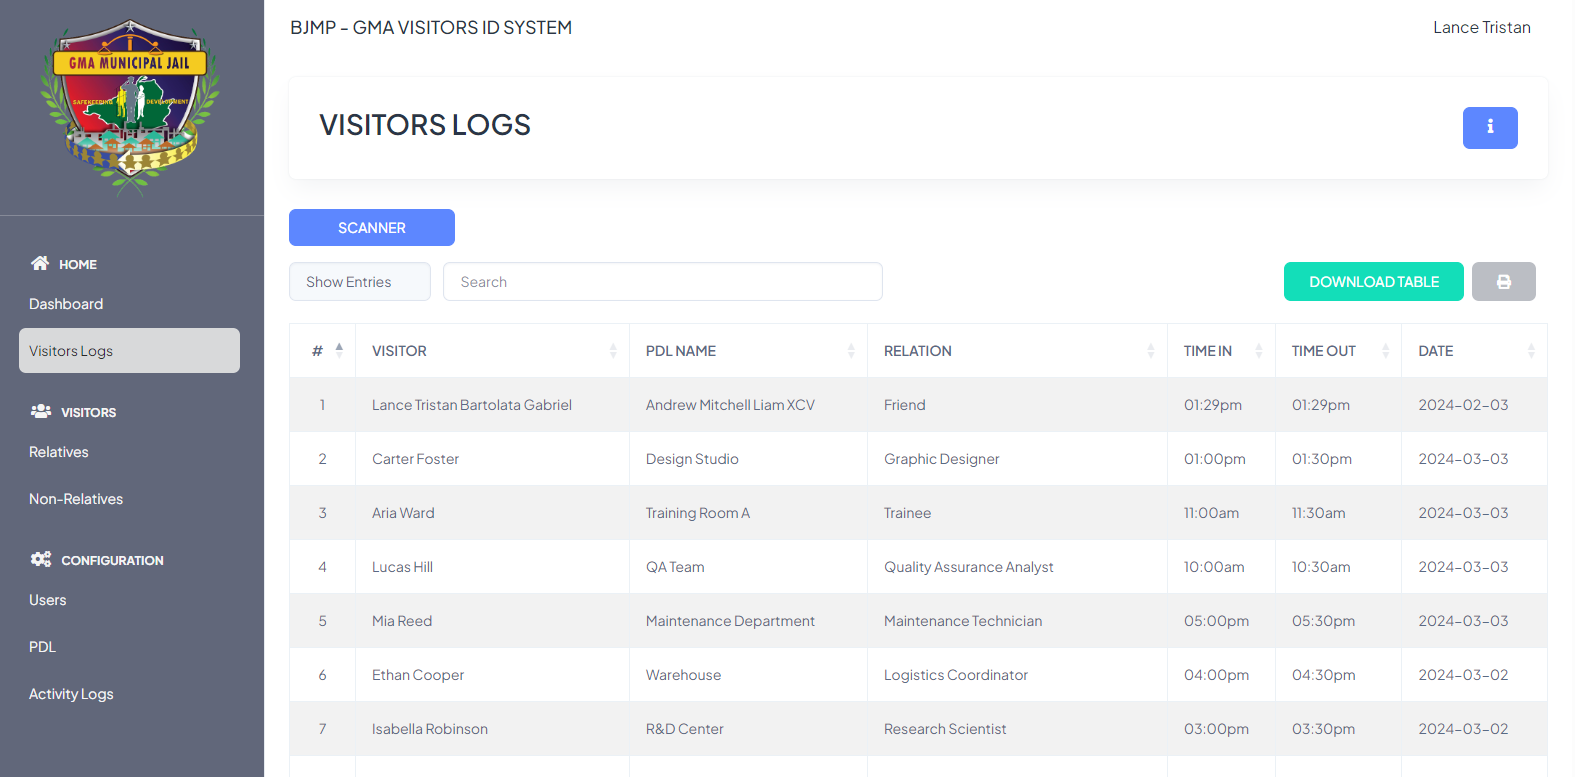 GMA MUNICIPAL JAIL
SAFEKEEPING DEVELOPMENT
HOME
Dashboard
Visitors Logs
VISITORS
Relatives
Non-Relatives
CONFIGURATION
Users
PDL
Activity Logs
BJMP - GMA VISITORS ID SYSTEM Lance Tristan
VISITORS LOGS
SCANNER
Show Entries Search DOWNLOAD TABLE
# VISITOR PDL NAME RELATION TIME IN TIME OUT DATE
1 Lance Tristan Bartolata Gabriel Andrew Mitchell Liam XCV Friend 01:29pm 01:29pm 2024-02-03
2 Carter Foster Design Studio Graphic Designer 01:00pm 01:30pm 2024-03-03
3 Aria Ward Training Room A Trainee 11:00am 11:30am 2024-03-03
4 Lucas Hill QA Team Quality Assurance Analyst 10:00am 10:30am 2024-03-03
5 Mia Reed Maintenance Department Maintenance Technician 05:00pm 05:30pm 2024-03-03
6 Ethan Cooper Warehouse Logistics Coordinator 04:00pm 04:30pm 2024-03-02
7 Isabella Robinson R&D Center Research Scientist 03:00pm 03:30pm 2024-03-02